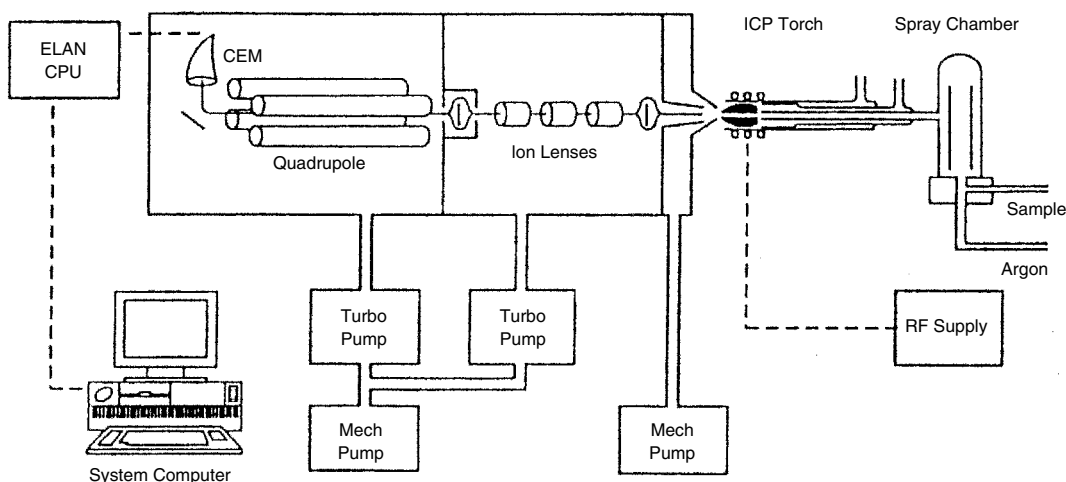 ICP Torch
Spray Chamber
ELAN
CPU
CEM
Quadrupole
Ion Lenses
Sample
Argon
Turbo
Pump
Turbo
Pump
RF Supply
Mech
Pump
Mech
Pump
System Computer